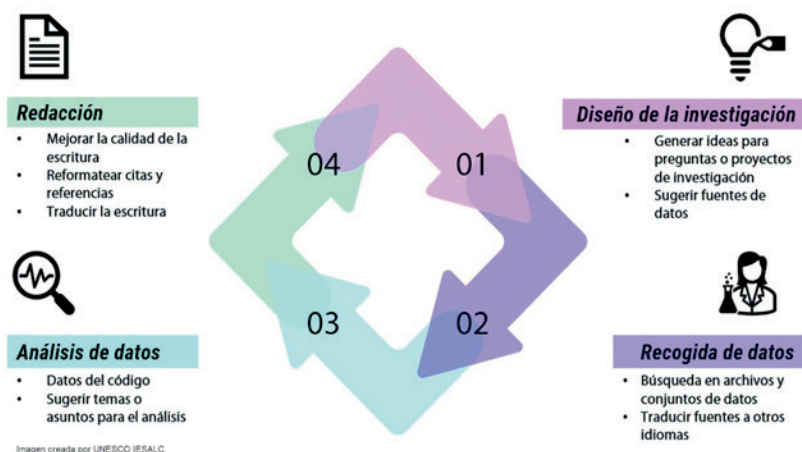 Redacción
• Mejorar la calidad de la
escritura
• Reformatear citas y
referencias
• Traducir la escritura
04
01
Diseño de la investigación
• Generar ideas para
preguntas o proyectos
de investigación
• Sugerir fuentes de
datos
03
02
Análisis de datos
• Datos del código
• Sugerir temas o
asuntos para el análisis
Recogida de datos
• Búsqueda en archivos y
conjuntos de datos
• Traducir fuentes a otros
idiomas
Imagen creada por UNESCO IESALC